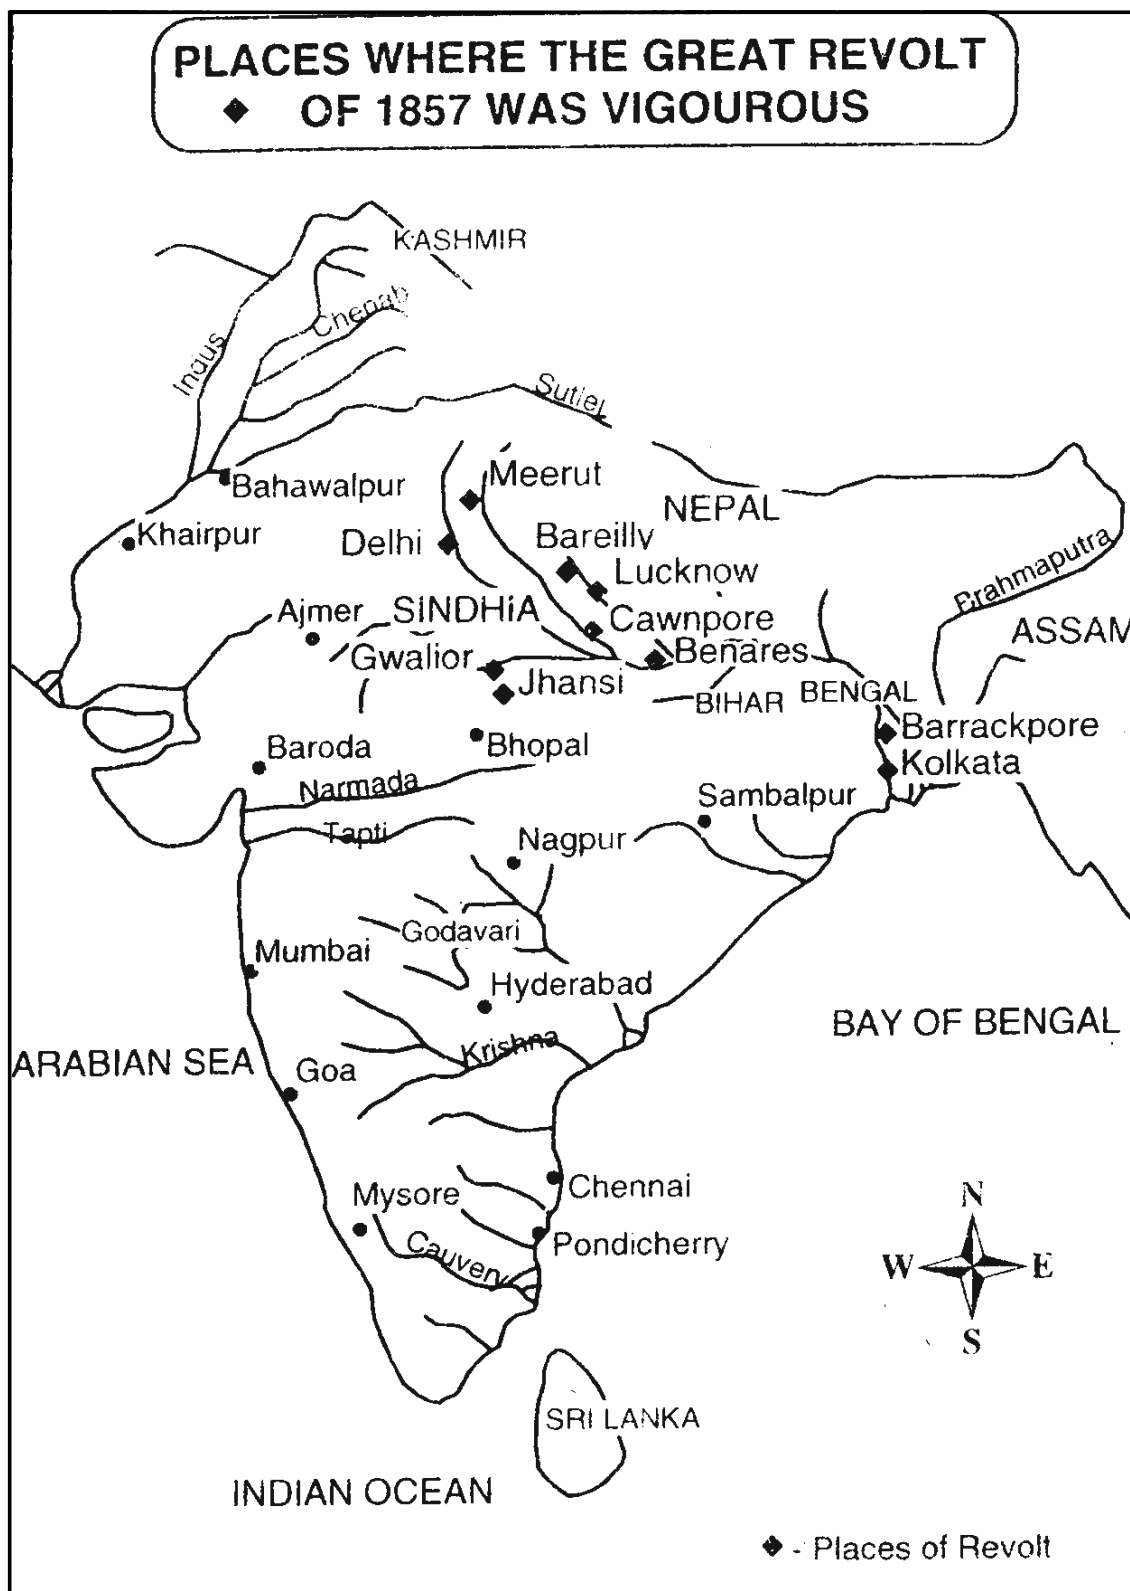 PLACES WHERE THE GREAT REVOLT
◆ OF 1857 WAS VIGOUROUS
KASHMIR
Chenab
Indus
Sutlej
Meerut
Bahawalpur
NEPAL
Khairpur
Delhi
Bareilly
Lucknow
Brahmaputra
Ajmer
SINDHiA
Cawnpore
ASSAM
Gwalior
Benares
Jhansi
BIHAR
BENGAL
Barrackpore
Baroda
Bhopal
Kolkata
Narmada
Sambalpur
Tapti
Nagpur
Godavari
Mumbai
Hyderabad
BAY OF BENGAL
Krishna
ARABIAN SEA
Goa
Chennai
Mysore
N
Cauvery
Pondicherry
W
E
S
SRI LANKA
INDIAN OCEAN
◆ - Places of Revolt